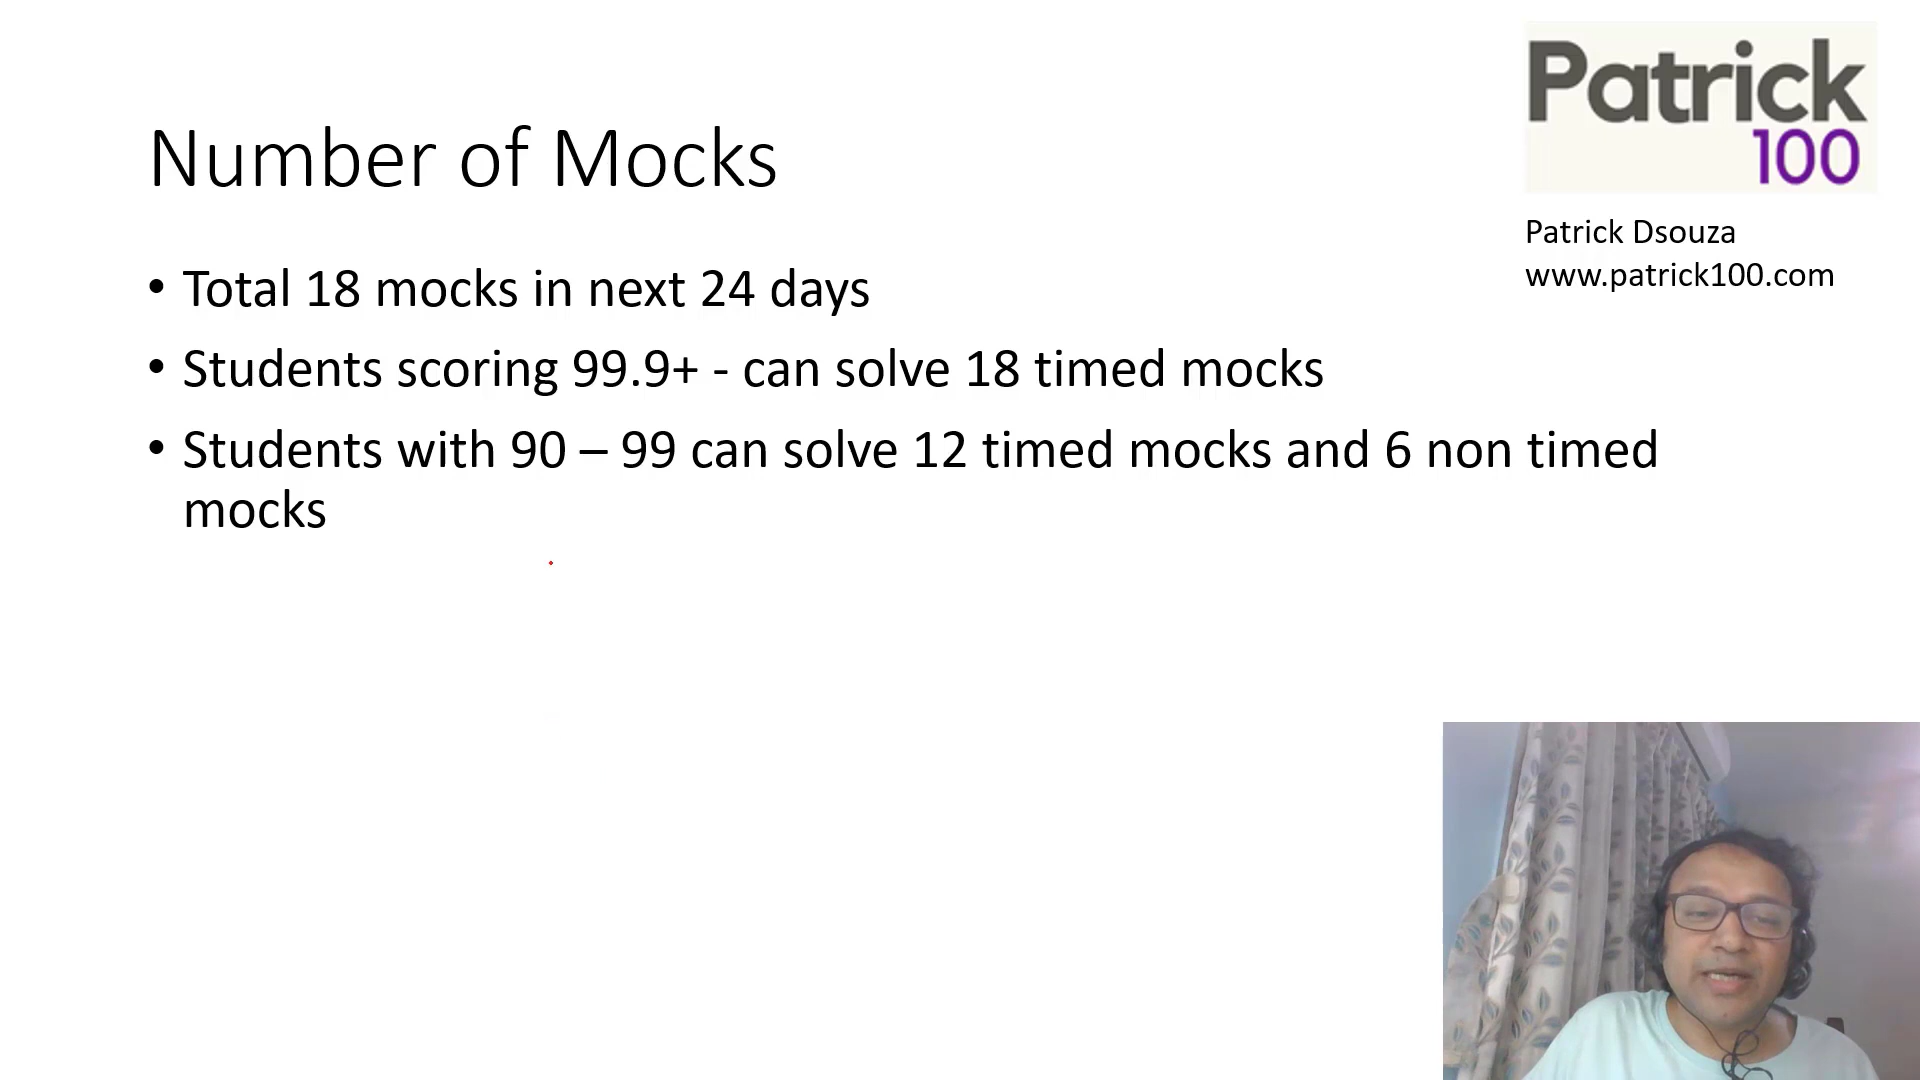 Patrick
100
Number of Mocks
Patrick Dsouza
www.patrick100.com
• Total 18 mocks in next 24 days
• Students scoring 99.9+ - can solve 18 timed mocks
• Students with 90 – 99 can solve 12 timed mocks and 6 non timed
mocks